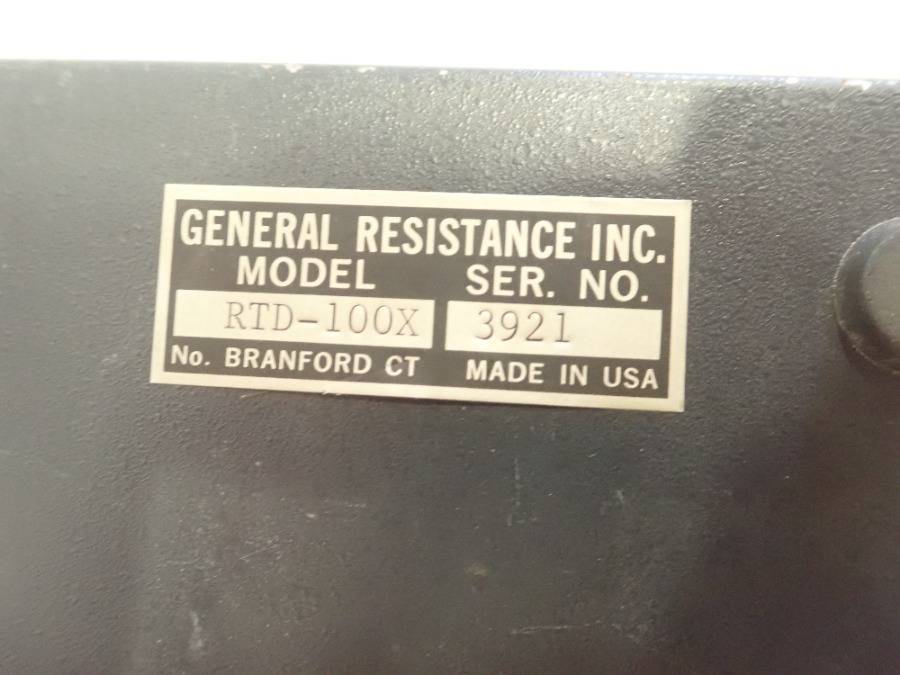 GENERAL RESISTANCE INC.
MODEL SER. NO.
RTD-100X 3921
No. BRANFORD CT MADE IN USA